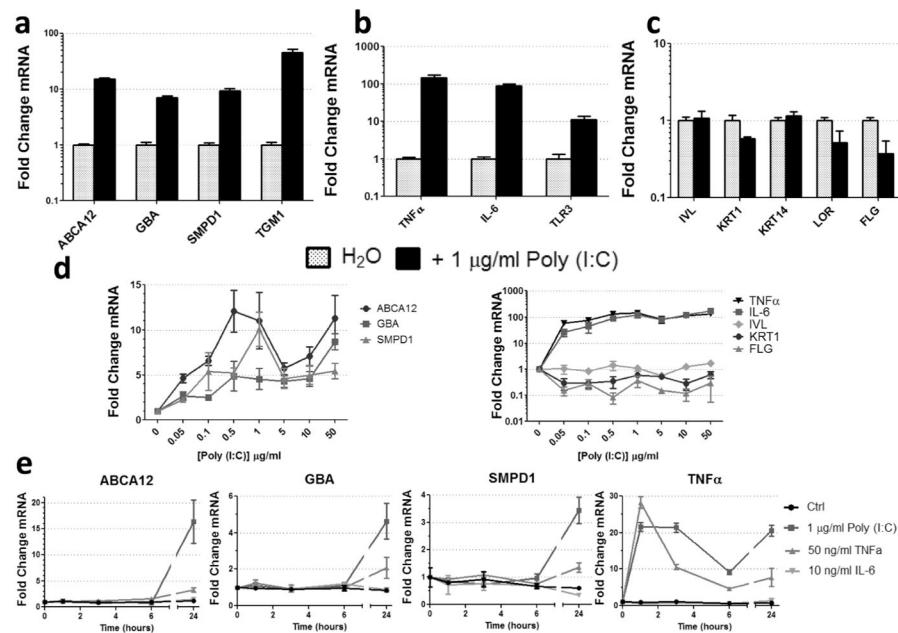 a
Fold Change mRNA
100
10
1
0.1
ABCA12
GBA
SMPD1
TGM1
b
Fold Change mRNA
1000
100
10
1
0.1
TNFα
IL-6
TLR3
c
Fold Change mRNA
10
1
0.1
IVL
KRT1
KRT14
LOR
FLG
H2O + 1 μg/ml Poly (I:C)
d
Fold Change mRNA
15
10
5
0
0 0.05 0.1 0.5 1 5 10 50
[Poly (I:C)] μg/ml
ABCA12
GBA
SMPD1
Fold Change mRNA
1000
100
10
1
0.1
0.01
0 0.05 0.1 0.5 1 5 10 50
[Poly (I:C)] μg/ml
TNFα
IL-6
IVL
KRT1
FLG
e
ABCA12
Fold Change mRNA
20
15
10
5
0
0 2 4 6 24
Time (hours)
GBA
Fold Change mRNA
6
4
2
0
0 2 4 6 24
Time (hours)
SMPD1
Fold Change mRNA
4
3
2
1
0
0 2 4 6 24
Time (hours)
TNFα
Fold Change mRNA
30
20
10
0
0 2 4 6 24
Time (hours)
Ctrl
1 μg/ml Poly (I:C)
50 ng/ml TNFa
10 ng/ml IL-6